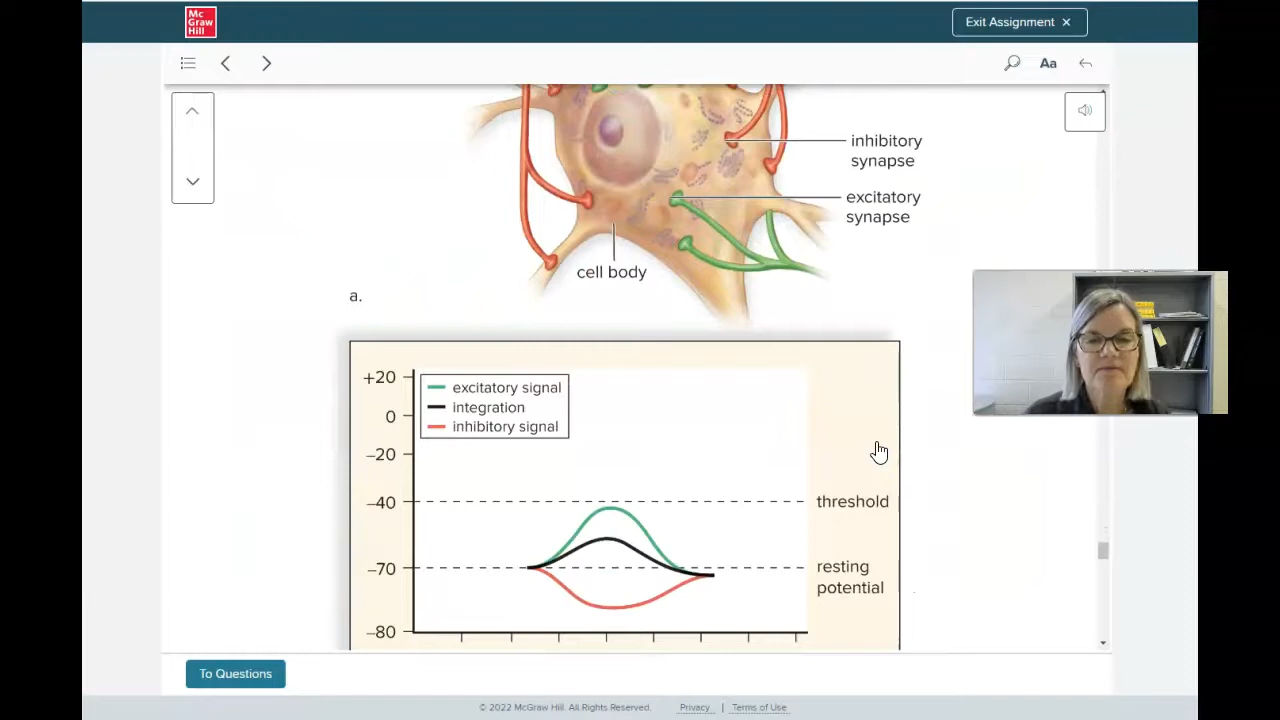 Mc
Graw
Hill
Exit Assignment ×
Aa
inhibitory
synapse
excitatory
synapse
cell body
a.
+20
0
−20
−40
−70
−80
excitatory signal
integration
inhibitory signal
threshold
resting
potential
To Questions
© 2022 McGraw Hill. All Rights Reserved. Privacy | Terms of Use